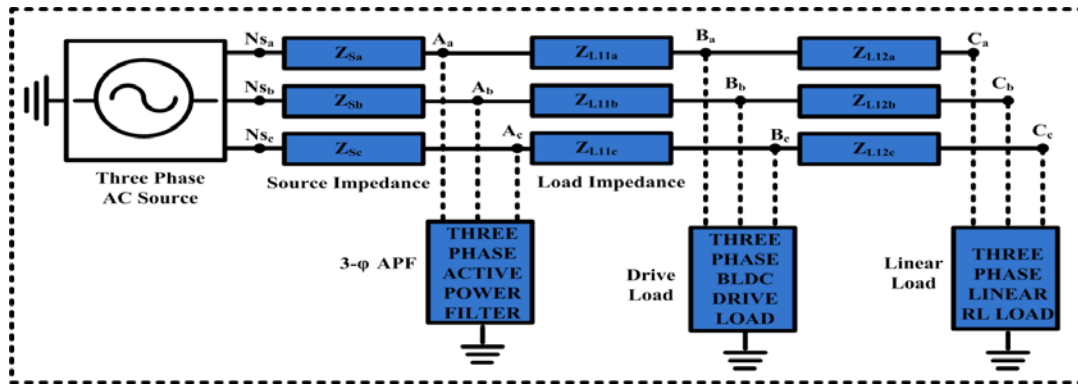 Nsa ZSa Aa ZL11a Ba ZL12a Ca
Nsb ZSb Ab ZL11b Bb ZL12b Cb
Nsc ZSc Ac ZL11c Bc ZL12c Cc
Three Phase
AC Source
Source Impedance
Load Impedance
3-φ APF
THREE
PHASE
ACTIVE
POWER
FILTER
Drive
Load
THREE
PHASE
BLDC
DRIVE
LOAD
Linear
Load
THREE
PHASE
LINEAR
RL LOAD